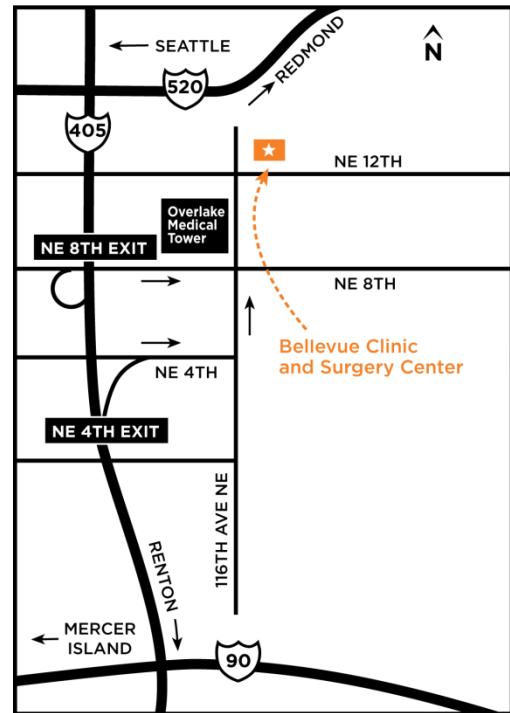 SEATTLE
520
REDMOND
N
405
NE 12TH
Overlake
Medical
Tower
NE 8TH EXIT
NE 8TH
Bellevue Clinic
and Surgery Center
NE 4TH
NE 4TH EXIT
116TH AVE NE
RENTON
MERCER
ISLAND
90